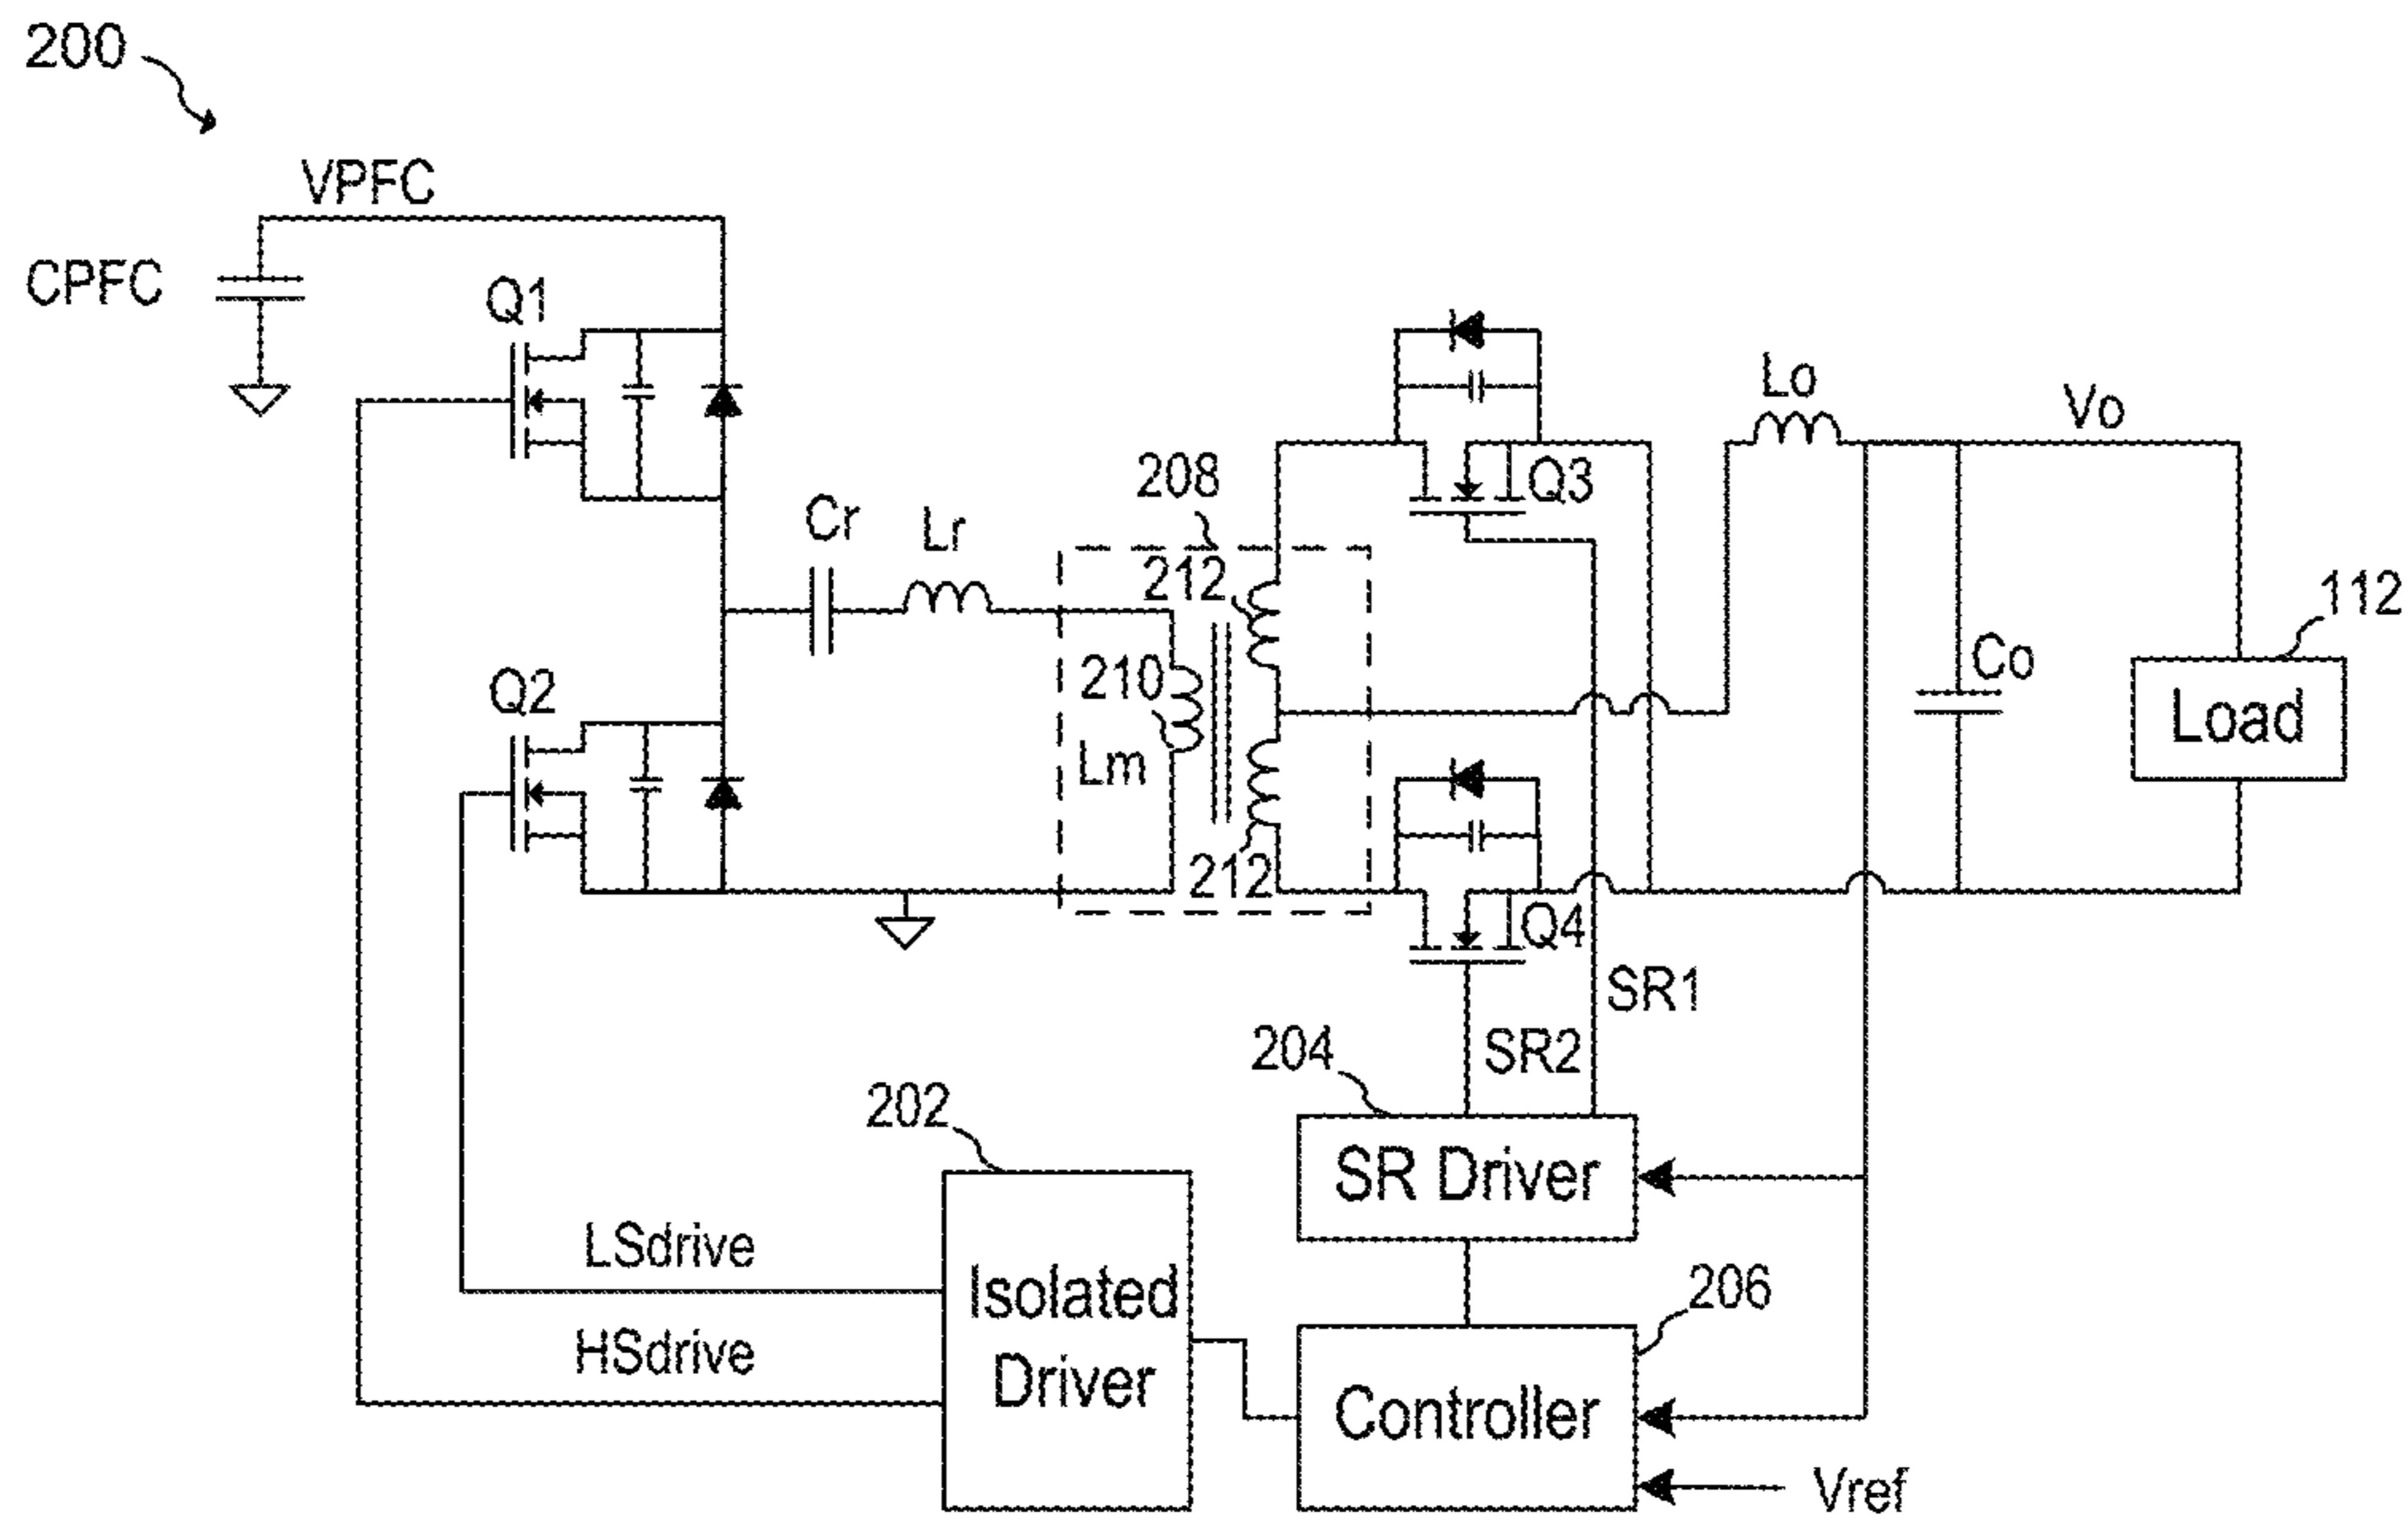 200
VPFC
CPFC
Q1
Lo
Vo
208
Q3
Cr
Lr
212
112
Co
Load
Q2
210
Lm
212
Q4
SR1
SR2
204
202
SR Driver
LSdrive
Isolated
Driver
206
HSdrive
Controller
Vref